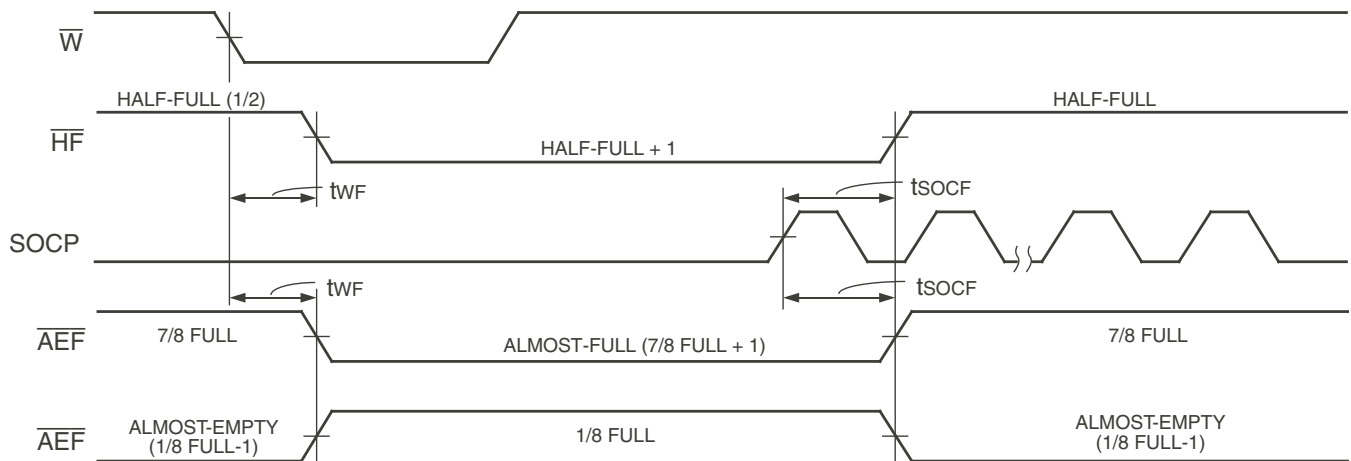 W
HALF-FULL (1/2)
HALF-FULL
HF
HALF-FULL + 1
tWF
tSOCF
SOCP
tWF
tSOCF
AEF
7/8 FULL
ALMOST-FULL (7/8 FULL + 1)
7/8 FULL
AEF
ALMOST-EMPTY
(1/8 FULL-1)
1/8 FULL
ALMOST-EMPTY
(1/8 FULL-1)